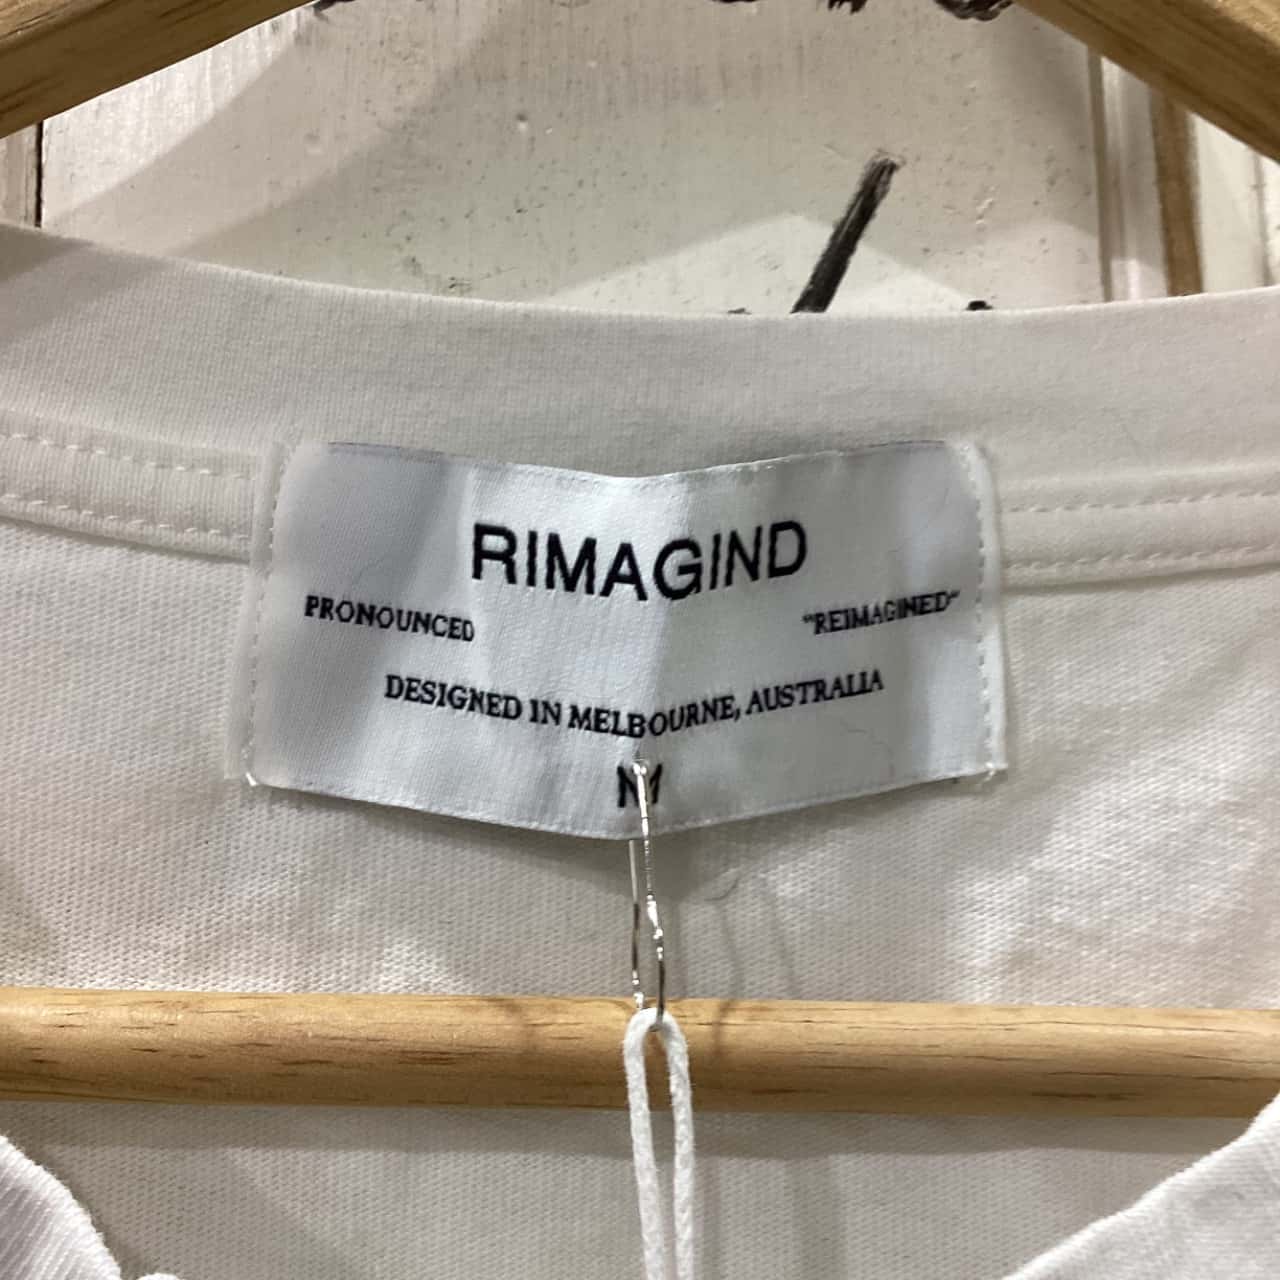 RIMAGIND
PRONOUNCED "REIMAGINED"
DESIGNED IN MELBOURNE, AUSTRALIA